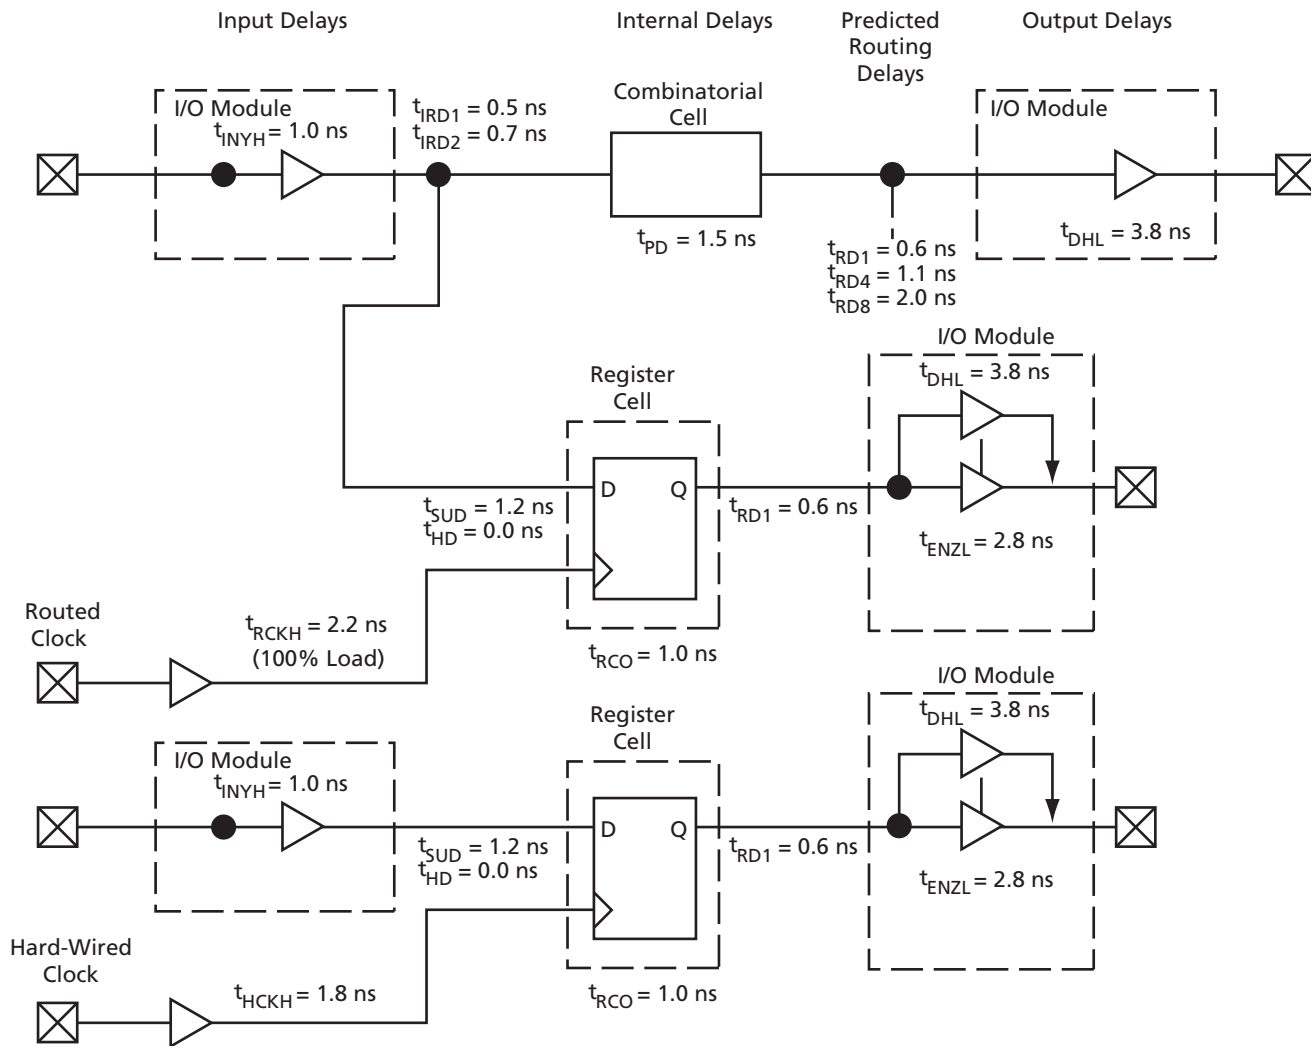 Input Delays
Internal Delays
Predicted
Routing
Delays
Output Delays
I/O Module
tINYH = 1.0 ns
tIRD1 = 0.5 ns
tIRD2 = 0.7 ns
Combinatorial
Cell
tPD = 1.5 ns
tRD1 = 0.6 ns
tRD4 = 1.1 ns
tRD8 = 2.0 ns
I/O Module
tDHL = 3.8 ns
Register
Cell
D
Q
tSUD = 1.2 ns
tHD = 0.0 ns
tRD1 = 0.6 ns
I/O Module
tDHL = 3.8 ns
tENZL = 2.8 ns
Routed
Clock
tRCKH = 2.2 ns
(100% Load)
tRCO = 1.0 ns
I/O Module
tINYH = 1.0 ns
Register
Cell
D
Q
tSUD = 1.2 ns
tHD = 0.0 ns
tRD1 = 0.6 ns
I/O Module
tDHL = 3.8 ns
tENZL = 2.8 ns
Hard-Wired
Clock
tHCKH = 1.8 ns
tRCO = 1.0 ns